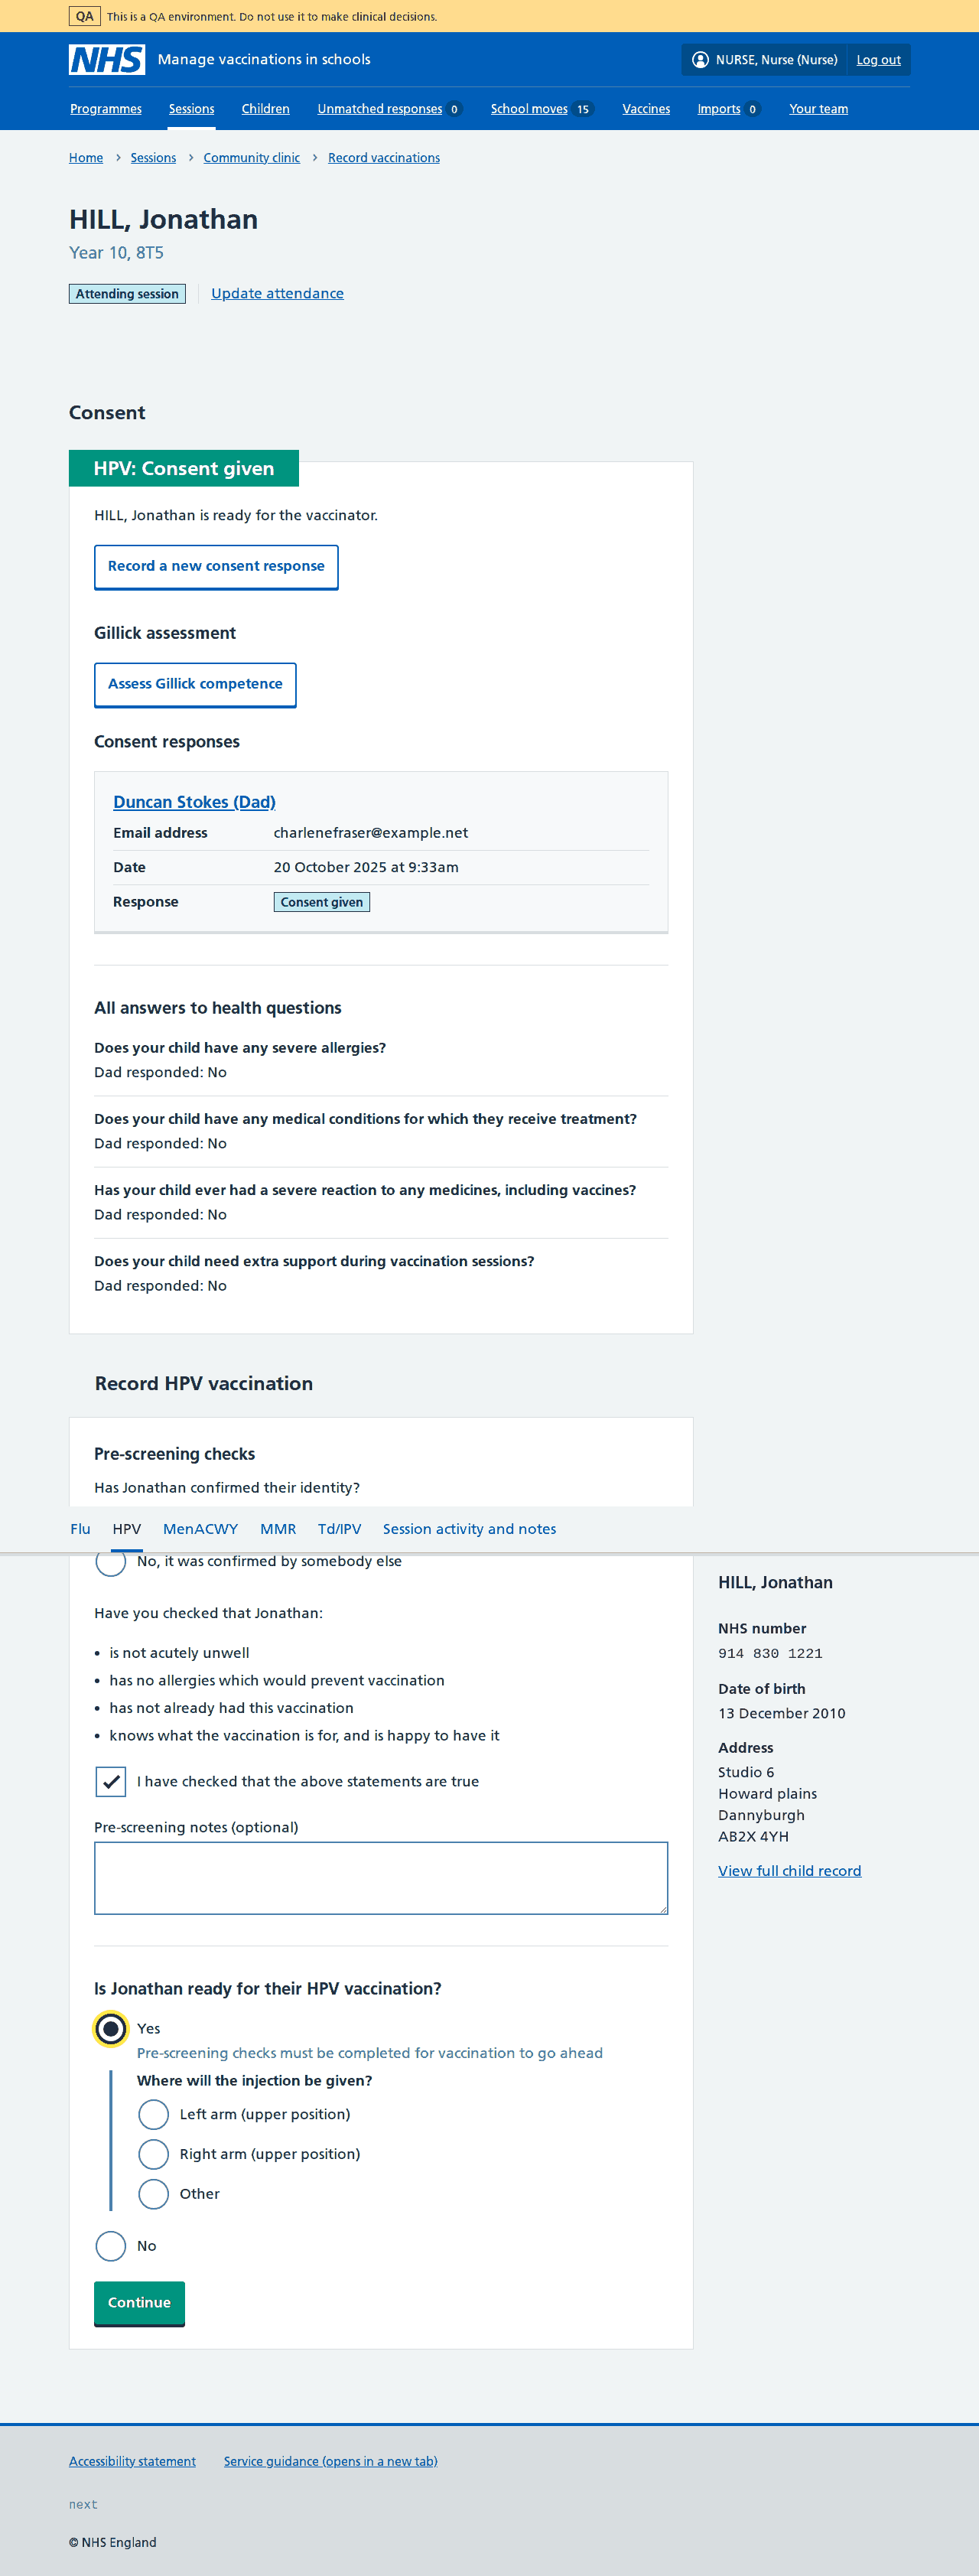 QA This is a QA environment. Do not use it to make clinical decisions.
NHS Manage vaccinations in schools NURSE, Nurse (Nurse) Log out
Programmes Sessions Children Unmatched responses 0 School moves 15 Vaccines Imports 0 Your team
Home Sessions Community clinic Record vaccinations
HILL, Jonathan
Year 10, 8T5
Attending session Update attendance
Consent
HPV: Consent given
HILL, Jonathan is ready for the vaccinator.
Record a new consent response
Gillick assessment
Assess Gillick competence
Consent responses
Duncan Stokes (Dad)
Email address charlenefraser@example.net
Date 20 October 2025 at 9:33am
Response Consent given
All answers to health questions
Does your child have any severe allergies?
Dad responded: No
Does your child have any medical conditions for which they receive treatment?
Dad responded: No
Has your child ever had a severe reaction to any medicines, including vaccines?
Dad responded: No
Does your child need extra support during vaccination sessions?
Dad responded: No
Record HPV vaccination
Pre-screening checks
Has Jonathan confirmed their identity?
Flu HPV MenACWY MMR Td/IPV Session activity and notes
No, it was confirmed by somebody else
Have you checked that Jonathan:
is not acutely unwell
has no allergies which would prevent vaccination
has not already had this vaccination
knows what the vaccination is for, and is happy to have it
I have checked that the above statements are true
Pre-screening notes (optional)
Is Jonathan ready for their HPV vaccination?
Yes
Pre-screening checks must be completed for vaccination to go ahead
Where will the injection be given?
Left arm (upper position)
Right arm (upper position)
Other
No
Continue
HILL, Jonathan
NHS number
914 830 1221
Date of birth
13 December 2010
Address
Studio 6
Howard plains
Dannyburgh
AB2X 4YH
View full child record
Accessibility statement Service guidance (opens in a new tab)
next
© NHS England